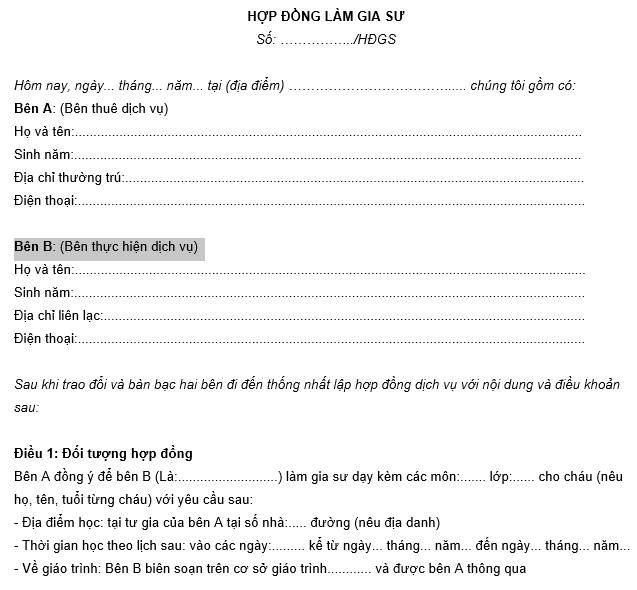 HỢP ĐỒNG LÀM GIA SƯ
Số: ……………../HĐGS
Hôm nay, ngày... tháng... năm... tại (địa điểm) ……………………………...... chúng tôi gồm có:
Bên A: (Bên thuê dịch vụ)
Họ và tên:.......................................................................................................................................
Sinh năm:.......................................................................................................................................
Địa chỉ thường trú:..........................................................................................................................
Điện thoại:.......................................................................................................................................
Bên B: (Bên thực hiện dịch vụ)
Họ và tên:........................................................................................................................................
Sinh năm:........................................................................................................................................
Địa chỉ liên lạc:................................................................................................................................
Điện thoại:.......................................................................................................................................
Sau khi trao đổi và bàn bạc hai bên đi đến thống nhất lập hợp đồng dịch vụ với nội dung và điều khoản
sau:
Điều 1: Đối tượng hợp đồng
Bên A đồng ý để bên B (Là:...........................) làm gia sư dạy kèm các môn:....... lớp:...... cho cháu (nêu
họ, tên, tuổi từng cháu) với yêu cầu sau:
- Địa điểm học: tại tư gia của bên A tại số nhà:..... đường (nêu địa danh)
- Thời gian học theo lịch sau: vào các ngày:......... kể từ ngày... tháng... năm... đến ngày... tháng... năm...
- Về giáo trình: Bên B biên soạn trên cơ sở giáo trình............ và được bên A thông qua